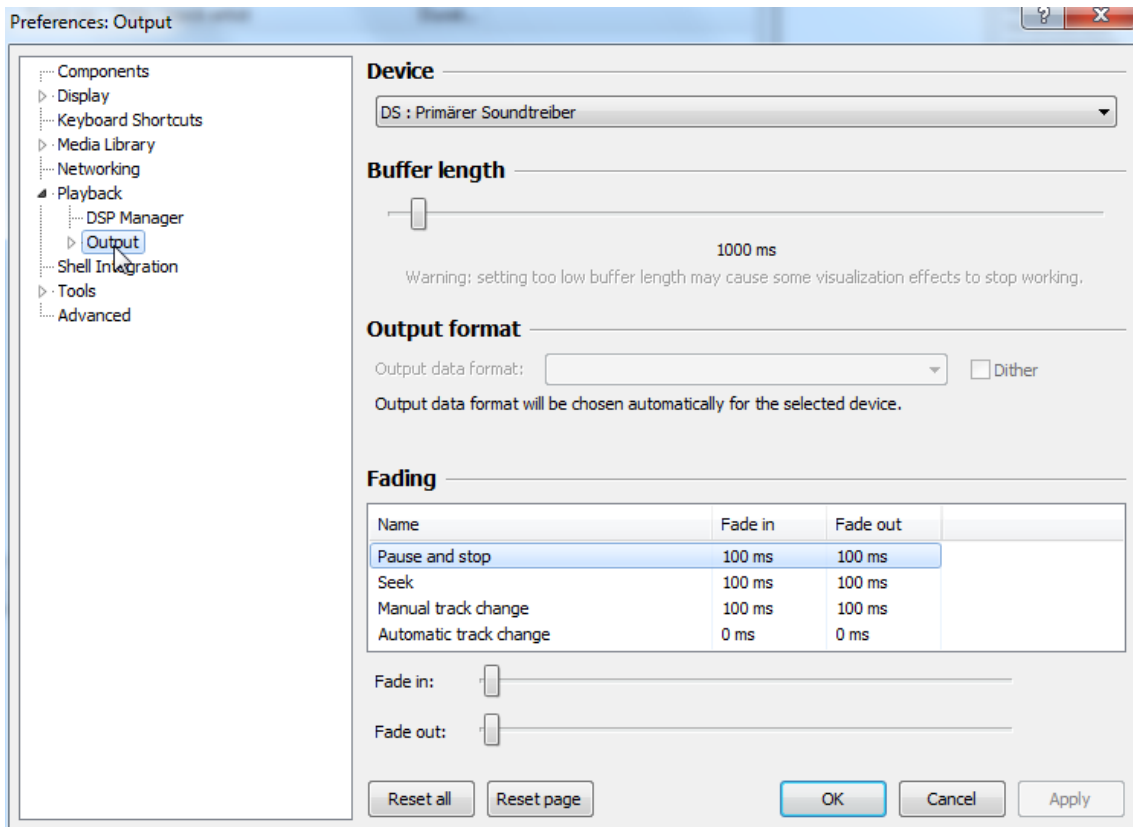 Preferences: Output
Components
Display
Keyboard Shortcuts
Media Library
Networking
Playback
DSP Manager
Output
Shell Integration
Tools
Advanced
Device
DS : Primärer Soundtreiber
Buffer length
1000 ms
Warning: setting too low buffer length may cause some visualization effects to stop working.
Output format
Output data format:
Dither
Output data format will be chosen automatically for the selected device.
Fading
Name Fade in Fade out
Pause and stop 100 ms 100 ms
Seek 100 ms 100 ms
Manual track change 100 ms 100 ms
Automatic track change 0 ms 0 ms
Fade in:
Fade out:
Reset all Reset page OK Cancel Apply